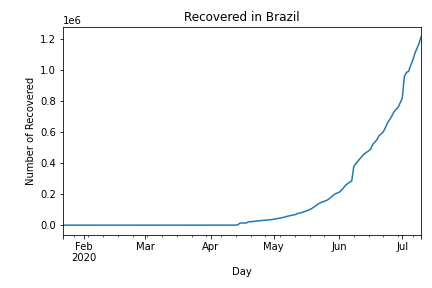 Recovered in Brazil
1e6
1.2
1.0
0.8
0.6
0.4
0.2
0.0
Number of Recovered
Feb
2020
Mar
Apr
May
Jun
Jul
Day